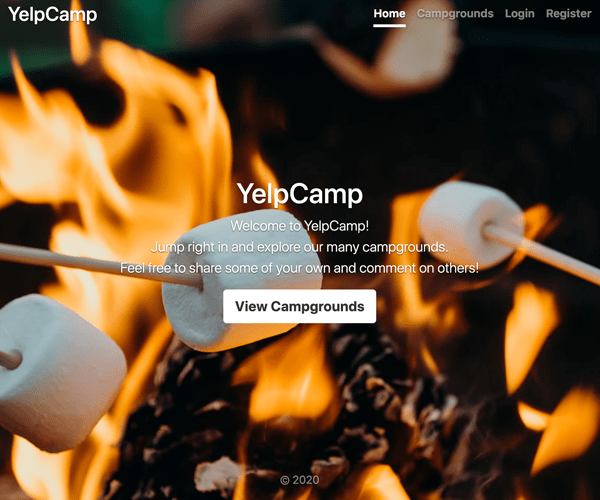 YelpCamp
Home Campgrounds Login Register
YelpCamp
Welcome to YelpCamp!
Jump right in and explore our many campgrounds.
Feel free to share some of your own and comment on others!
View Campgrounds
© 2020